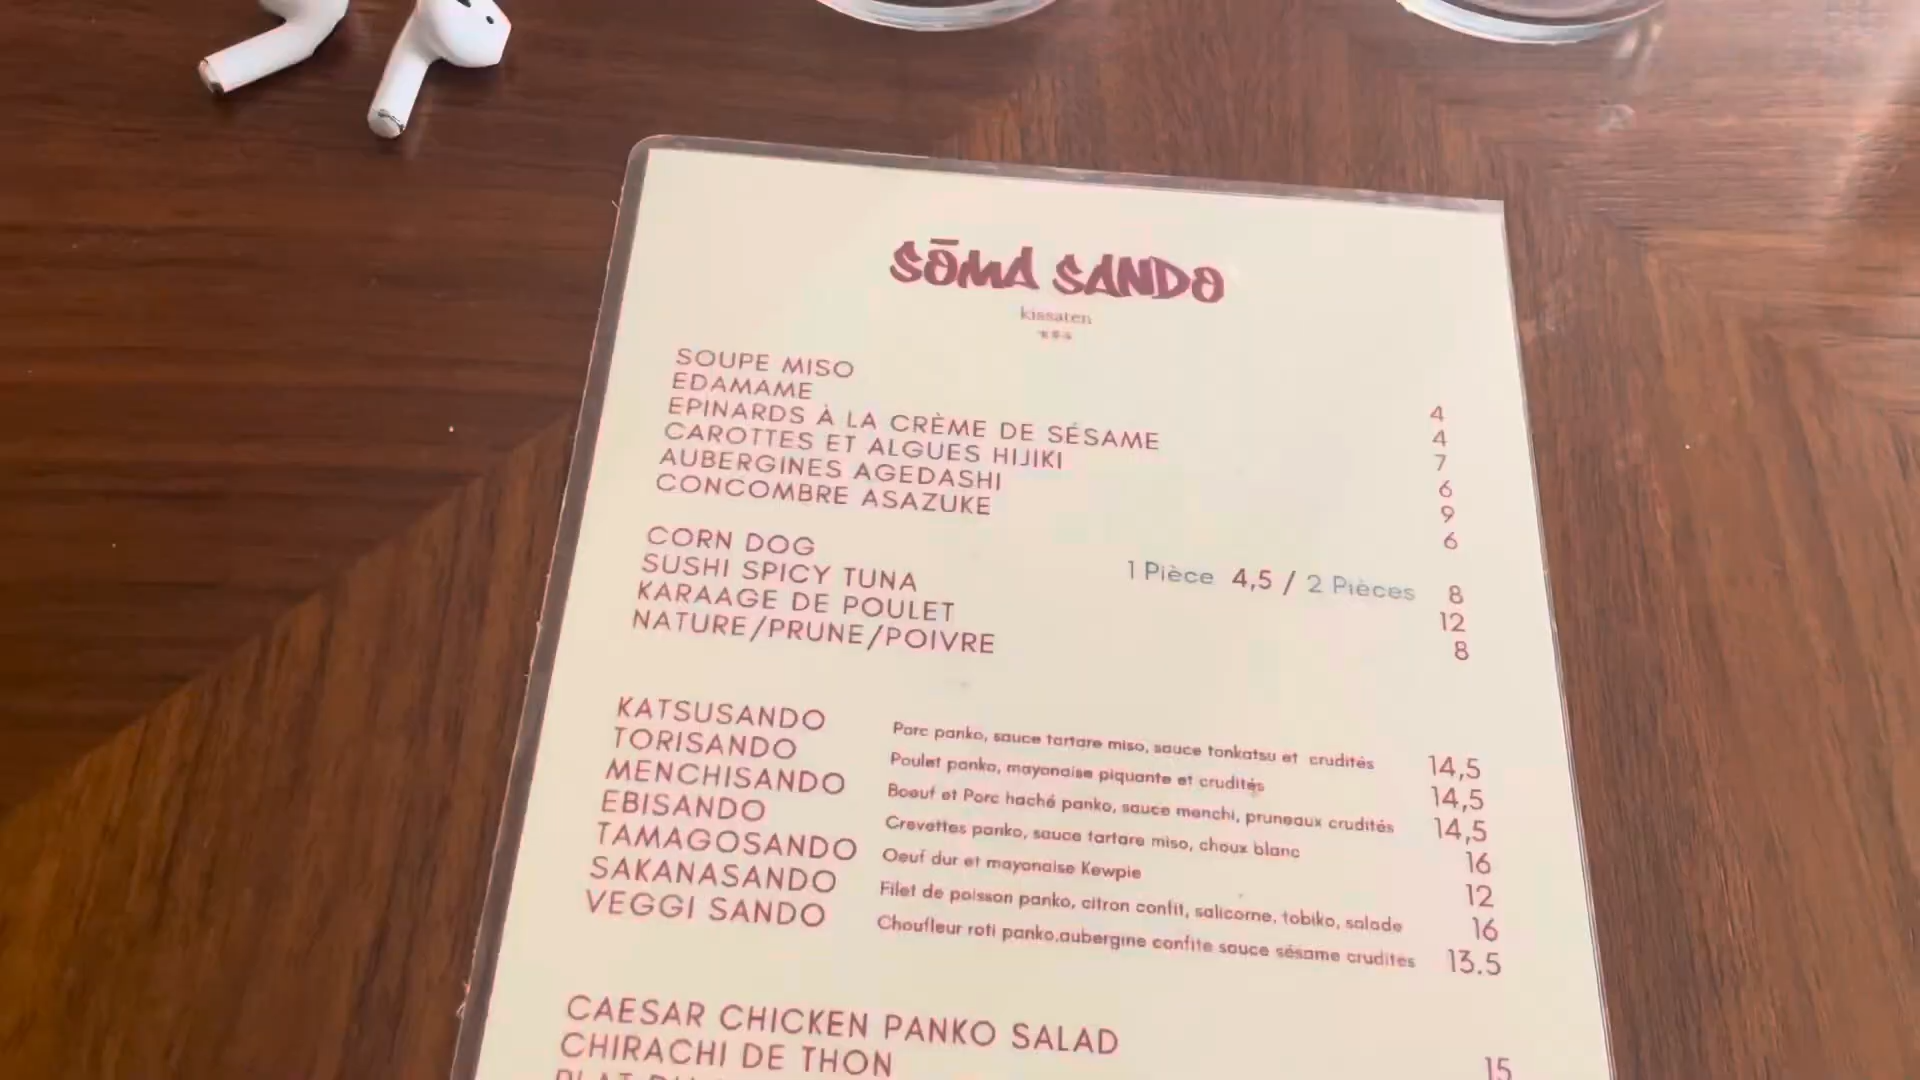 SŌMA SANDO
kissaten
SOUPE MISO 4
EDAMAME 4
EPINARDS À LA CRÈME DE SÉSAME 7
CAROTTES ET ALGUES HIJIKI 6
AUBERGINES AGEDASHI 9
CONCOMBRE ASAZUKE 6
CORN DOG 1 Pièce 4,5 / 2 Pièces 8
SUSHI SPICY TUNA 12
KARAAGE DE POULET 8
NATURE/PRUNE/POIVRE
KATSUSANDO Porc panko, sauce tartare miso, sauce tonkatsu et crudités 14,5
TORISANDO Poulet panko, mayonaise piquante et crudités 14,5
MENCHISANDO Boeuf et Porc haché panko, sauce menchi, pruneaux crudités 14,5
EBISANDO Crevettes panko, sauce tartare miso, choux blanc 16
TAMAGOSANDO Oeuf dur et mayonaise Kewpie 12
SAKANASANDO Filet de poisson panko, citron confit, salicorne, tobiko, salade 16
VEGGI SANDO Choufleur roti panko,aubergine confite sauce sésame crudites 13.5
CAESAR CHICKEN PANKO SALAD 15
CHIRACHI DE THON